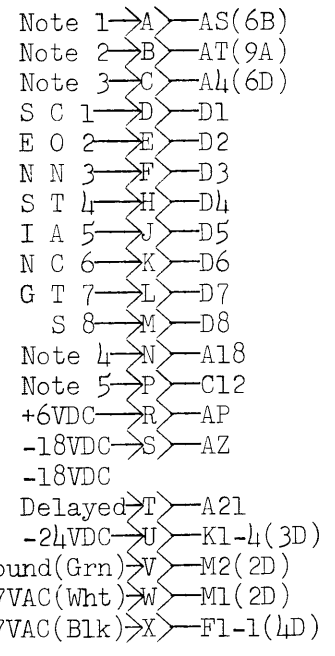 Note 1 A AS(6B)
Note 2 B AT(9A)
Note 3 C A4(6D)
S C 1 D D1
E O 2 E D2
N N 3 F D3
S T 4 H D4
I A 5 J D5
N C 6 K D6
G T 7 L D7
S 8 M D8
Note 4 N A18
Note 5 P C12
+6VDC R AP
-18VDC S AZ
-18VDC
Delayed T A21
-24VDC U K1-4(3D)
ound(Grn) V M2(2D)
7VAC(Wht) W M1(2D)
7VAC(Blk) X F1-1(4D)